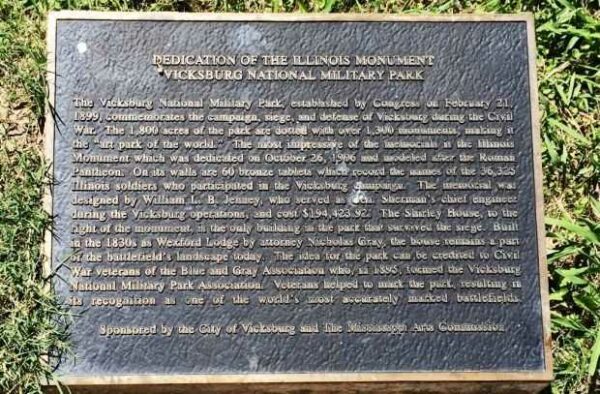 DEDICATION OF THE ILLINOIS MONUMENT
VICKSBURG NATIONAL MILITARY PARK
The Vicksburg National Military Park, established by Congress on February 21,
1899, commemorates the campaign, siege, and defense of Vicksburg during the Civil
War. The 1,800 acres of the park are dotted with over 1,300 monuments, making it
the "art park of the world." The most impressive of the memorials is the Illinois
Monument which was dedicated on October 26, 1906 and modeled after the Roman
Pantheon. On its walls are 60 bronze tablets which record the names of the 36,325
Illinois soldiers who participated in the Vicksburg campaign. The memorial was
designed by William L. B. Jenney, who served as Gen. Sherman's chief engineer
during the Vicksburg operations, and cost $194,423.92. The Shirley House, to the
right of the monument, is the only building in the park that survived the siege. Built
in the 1830s as Wexford Lodge by attorney Nicholas Gray, the house remains a part
of the battlefield's landscape today. The idea for the park can be credited to Civil
War veterans of the Blue and Gray Association who, in 1895, formed the Vicksburg
National Military Park Association. Veterans helped to mark the park, resulting in
its recognition as one of the world's most accurately marked battlefields.
Sponsored by the City of Vicksburg and The Mississippi Arts Commission